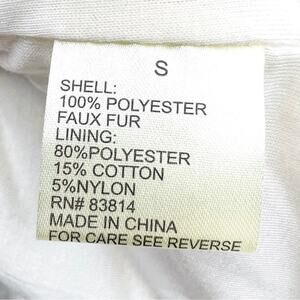 S
SHELL:
100% POLYESTER
FAUX FUR
LINING:
80%POLYESTER
15% COTTON
5%NYLON
RN# 83814
MADE IN CHINA
FOR CARE SEE REVERSE